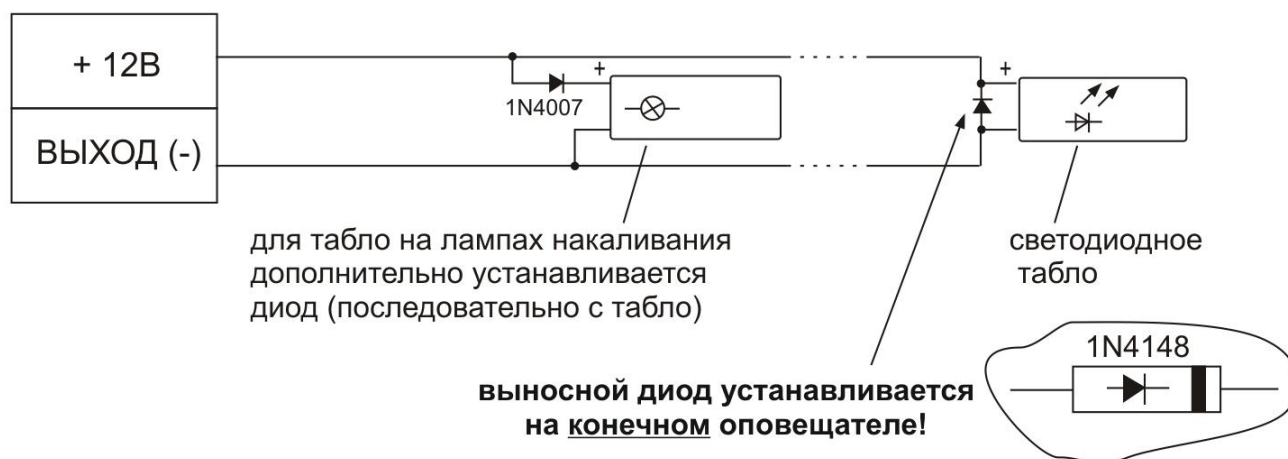 + 12В
ВЫХОД (-)
1N4007
+
+
для табло на лампах накаливания
дополнительно устанавливается
диод (последовательно с табло)
светодиодное
табло
1N4148
выносной диод устанавливается
на конечном оповещателе!